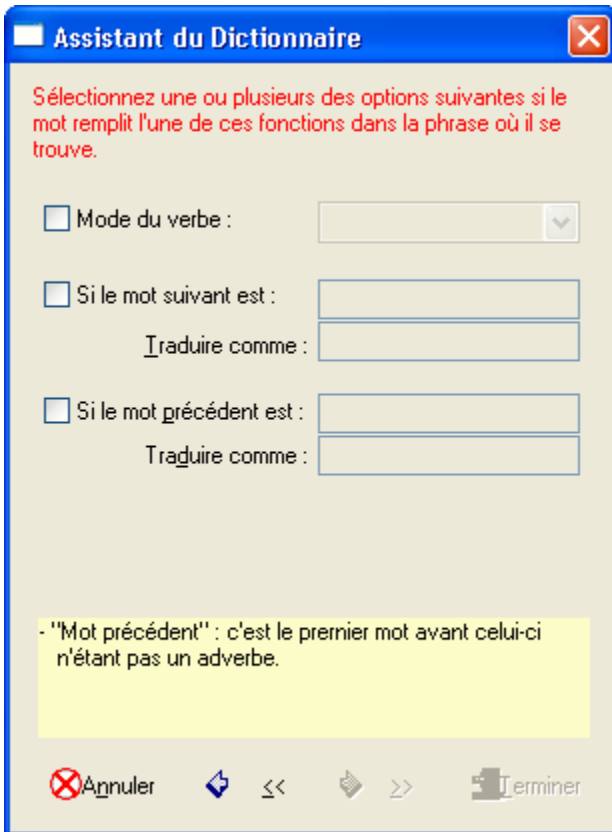 Assistant du Dictionnaire
Sélectionnez une ou plusieurs des options suivantes si le
mot remplit l'une de ces fonctions dans la phrase où il se
trouve.
Mode du verbe :
Si le mot suivant est :
Traduire comme :
Si le mot précédent est :
Traduire comme :
- "Mot précédent" : c'est le premier mot avant celui-ci
n'étant pas un adverbe.
Annuler << >> Terminer